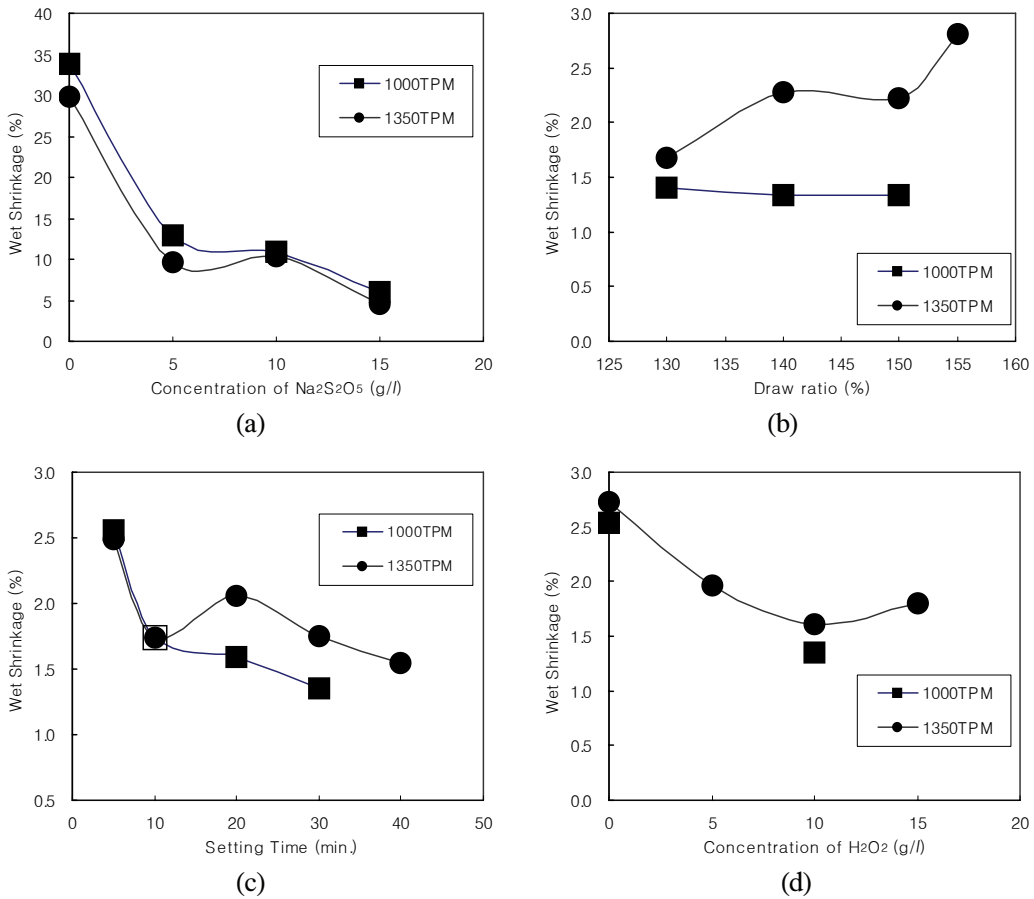 40
35
30
25
20
15
10
5
0
Wet Shrinkage (%)
1000TPM
1350TPM
0 5 10 15 20
Concentration of Na2S2O5 (g/l)
(a)
3.0
2.5
2.0
1.5
1.0
0.5
0.0
Wet Shrinkage (%)
1000TPM
1350TPM
125 130 135 140 145 150 155 160
Draw ratio (%)
(b)
3.0
2.5
2.0
1.5
1.0
0.5
Wet Shrinkage (%)
1000TPM
1350TPM
0 10 20 30 40 50
Setting Time (min.)
(c)
3.0
2.5
2.0
1.5
1.0
0.5
0.0
Wet Shrinkage (%)
1000TPM
1350TPM
0 5 10 15 20
Concentration of H2O2 (g/l)
(d)